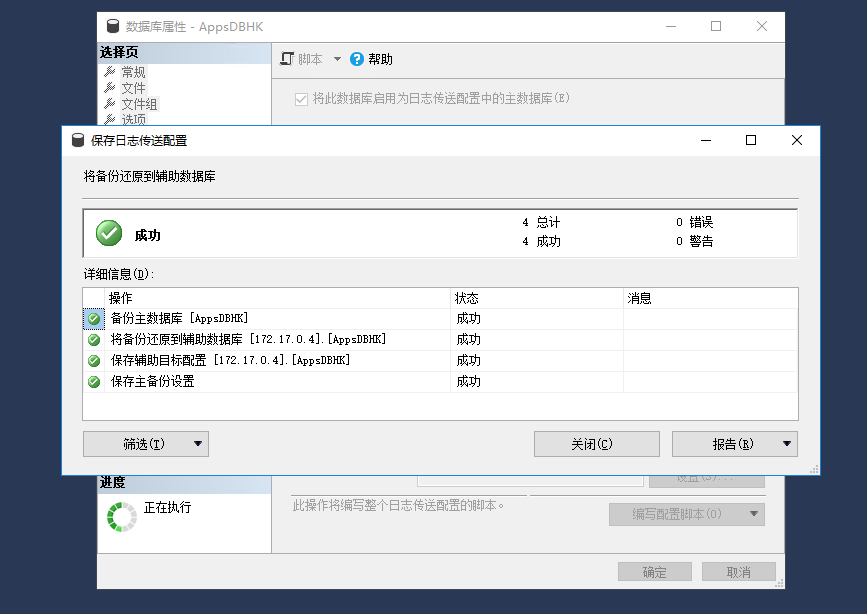 数据库属性 - AppsDBHK
选择页
常规
文件
文件组
选项
脚本 帮助
将此数据库启用为日志传送配置中的主数据库(E)
保存日志传送配置
将备份还原到辅助数据库
成功
4 总计 0 错误
4 成功 0 警告
详细信息(D):
操作 状态 消息
备份主数据库 [AppsDBHK] 成功
将备份还原到辅助数据库 [172.17.0.4].[AppsDBHK] 成功
保存辅助目标配置 [172.17.0.4].[AppsDBHK] 成功
保存主备份设置 成功
筛选(T) 关闭(C) 报告(R)
进度
正在执行
设置(S)...
此操作将编写整个日志传送配置的脚本。
编写配置脚本(O)
确定 取消